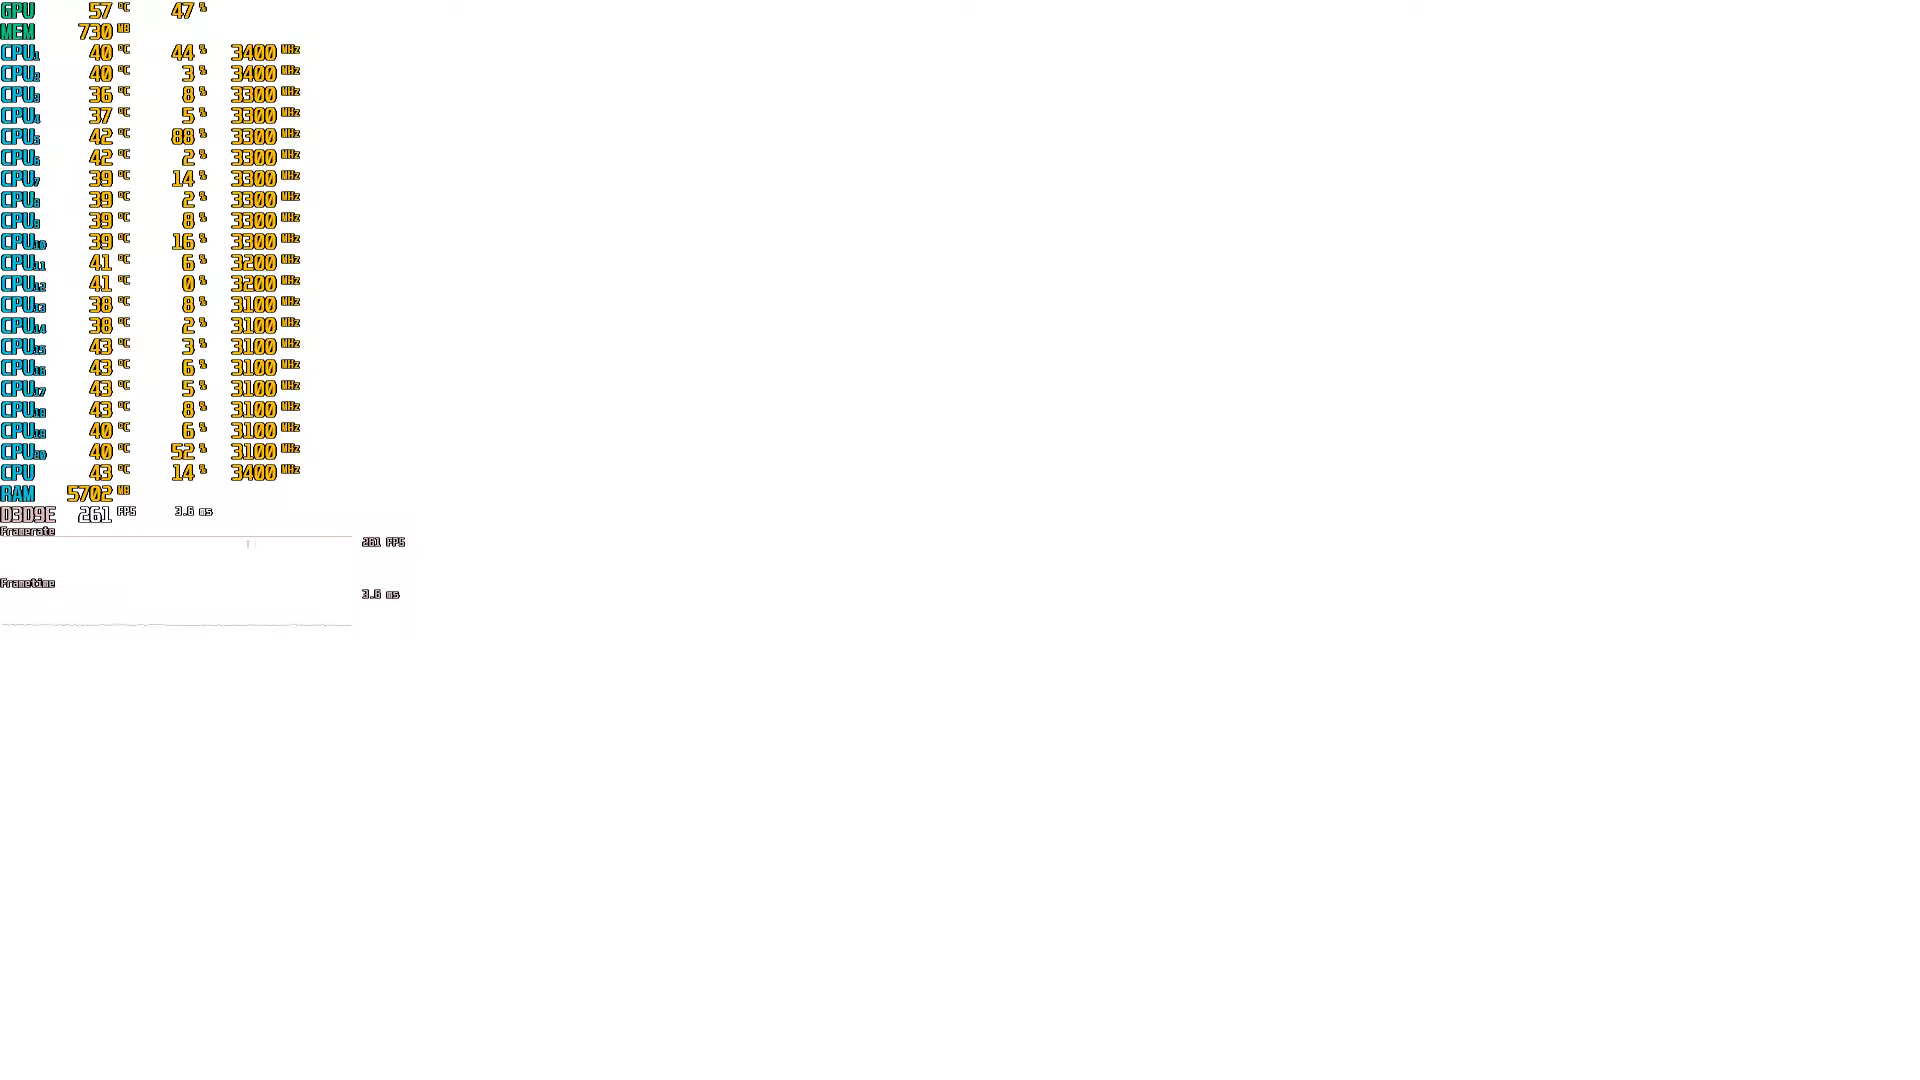 GPU 57 °C 47 %
MEM 730 MB
CPU1 40 °C 44 % 3400 MHz
CPU2 40 °C 3 % 3400 MHz
CPU3 36 °C 8 % 3300 MHz
CPU4 37 °C 5 % 3300 MHz
CPU5 42 °C 88 % 3300 MHz
CPU6 42 °C 2 % 3300 MHz
CPU7 39 °C 14 % 3300 MHz
CPU8 39 °C 2 % 3300 MHz
CPU9 39 °C 8 % 3300 MHz
CPU10 39 °C 16 % 3300 MHz
CPU11 41 °C 6 % 3200 MHz
CPU12 41 °C 0 % 3200 MHz
CPU13 38 °C 8 % 3100 MHz
CPU14 38 °C 2 % 3100 MHz
CPU15 43 °C 3 % 3100 MHz
CPU16 43 °C 6 % 3100 MHz
CPU17 43 °C 5 % 3100 MHz
CPU18 43 °C 8 % 3100 MHz
CPU19 40 °C 6 % 3100 MHz
CPU20 40 °C 52 % 3100 MHz
CPU 43 °C 14 % 3400 MHz
RAM 5702 MB
D3D9E 261 FPS 3.6 ms
Framerate
261 FPS
Frametime
3.6 ms